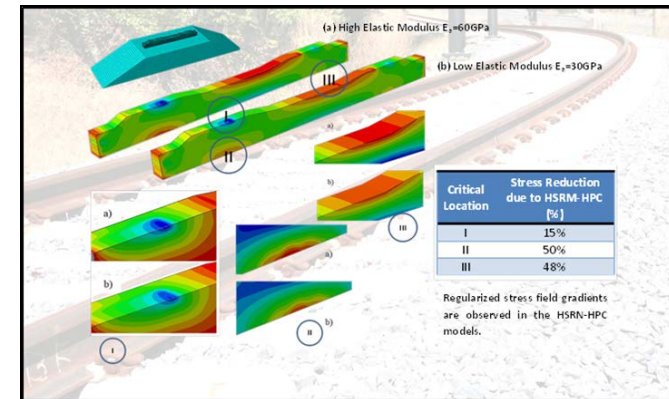 (a) High Elastic Modulus E₂=60GPa
(b) Low Elastic Modulus E₂=30GPa
III
I
II
a)
b)
III
a)
b)
I
a)
b)
II
Critical Location
Stress Reduction due to HSRM-HPC (%)
I 15%
II 50%
III 48%
Regularized stress field gradients
are observed in the HSRN-HPC
models.